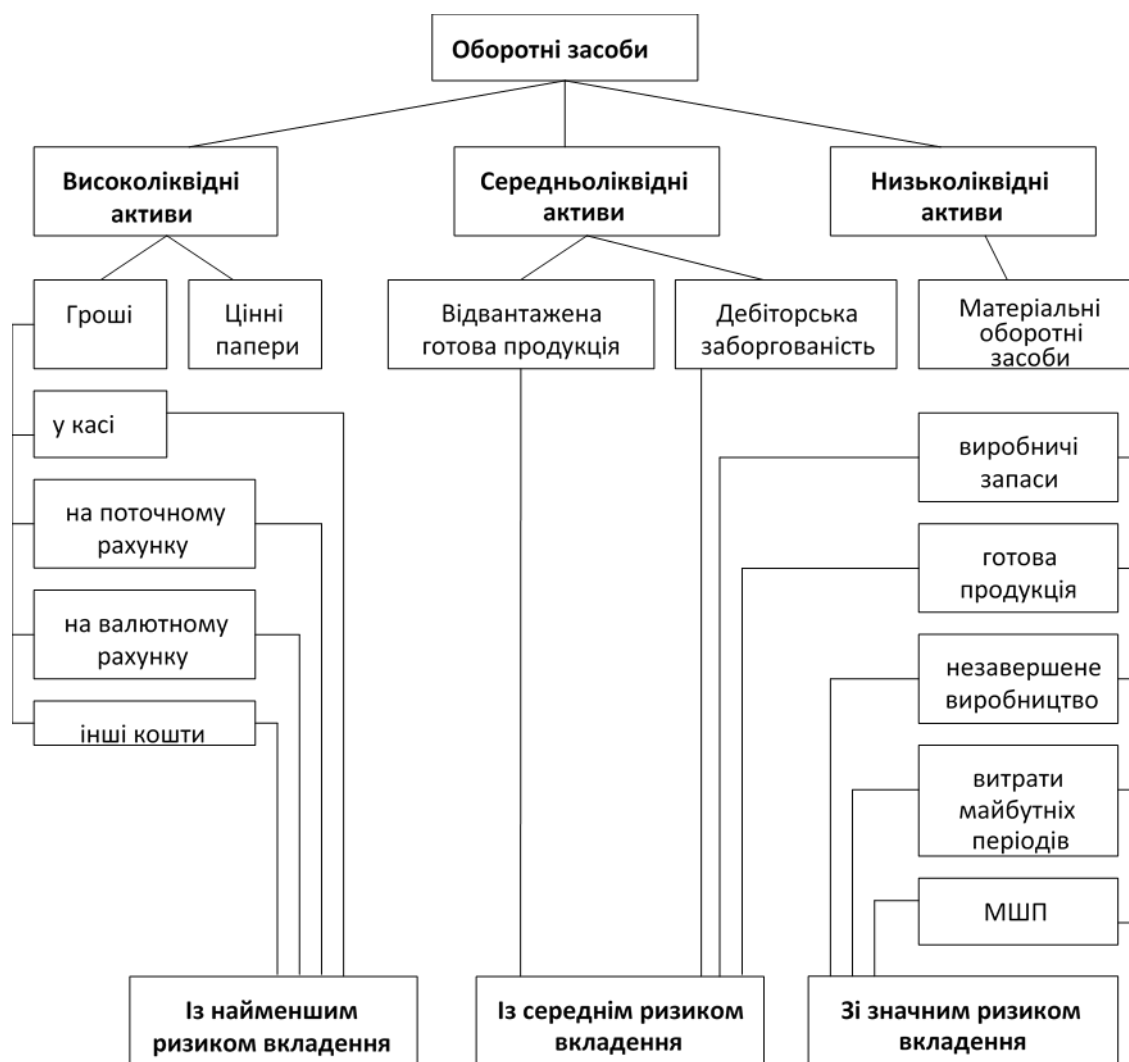 Оборотні засоби
Високоліквідні
активи
Середньоліквідні
активи
Низьколіквідні
активи
Гроші
Цінні
папери
Відвантажена
готова продукція
Дебіторська
заборгованість
Матеріальні
оборотні
засоби
у касі
на поточному
рахунку
на валютному
рахунку
інші кошти
виробничі
запаси
готова
продукція
незавершене
виробництво
витрати
майбутніх
періодів
МШП
Із найменшим
ризиком вкладення
Із середнім ризиком
вкладення
Зі значним ризиком
вкладення